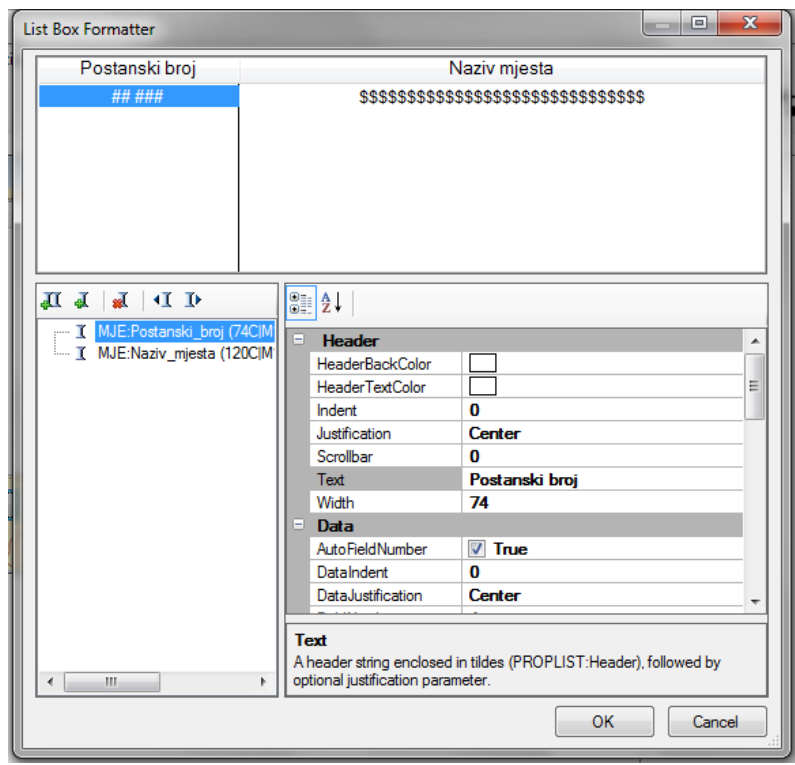 List Box Formatter
Postanski broj Naziv mjesta
## ### $$$$$$$$$$$$$$$$$$$$$$$$$$$$$$
MJE:Postanski_broj (74C|M
MJE:Naziv_mjesta (120C|M
Header
HeaderBackColor
HeaderTextColor
Indent 0
Justification Center
Scrollbar 0
Text Postanski broj
Width 74
Data
AutoFieldNumber True
DataIndent 0
DataJustification Center
Text
A header string enclosed in tildes (PROPLIST:Header), followed by
optional justification parameter.
OK Cancel